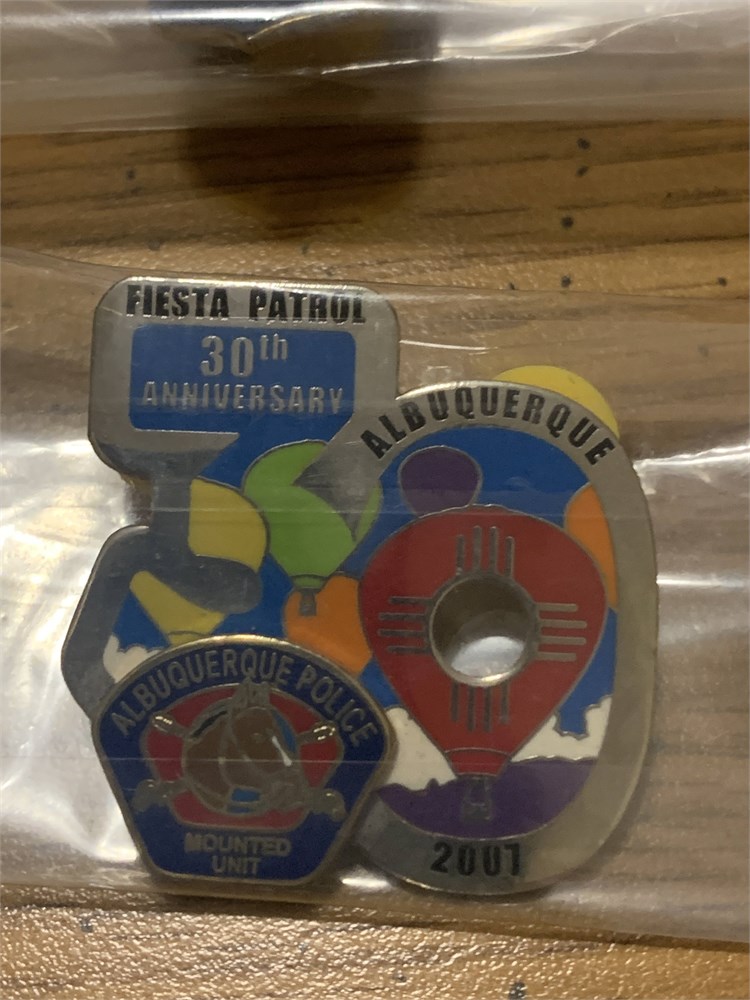 FIESTA PATROL
30th
ANNIVERSARY
ALBUQUERQUE
ALBUQUERQUE POLICE
MOUNTED
UNIT
2007